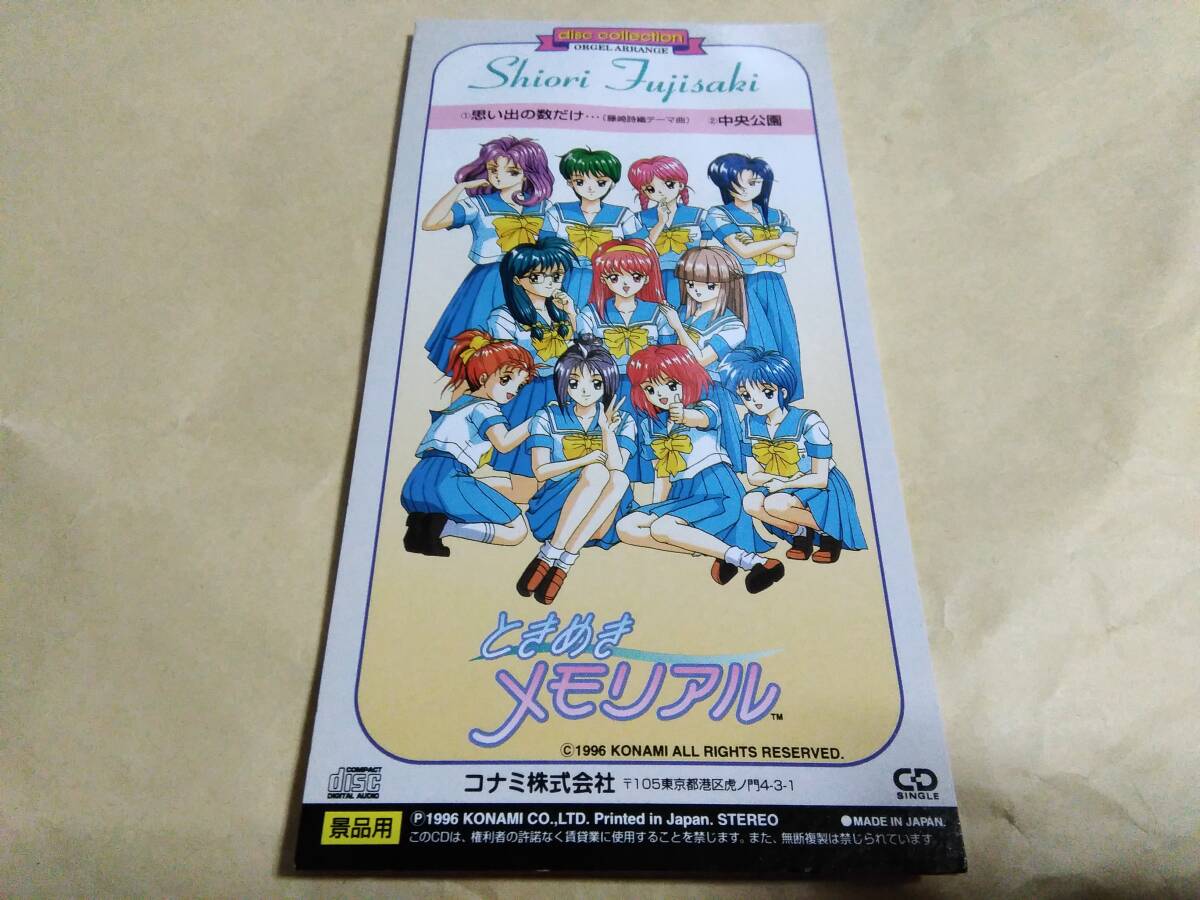 disc collection
ORGEL ARRANGE
Shiori Fujisaki
①思い出の数だけ…(藤崎詩織テーマ曲) ②中央公園
ときめき
メモリアル™
©1996 KONAMI ALL RIGHTS RESERVED.
COMPACT
disc
DIGITAL AUDIO
コナミ株式会社 〒105東京都港区虎ノ門4-3-1
CD
SINGLE
景品用
Ⓟ1996 KONAMI CO.,LTD. Printed in Japan. STEREO
●MADE IN JAPAN.
このCDは、権利者の許諾なく賃貸業に使用することを禁じます。また、無断複製は禁じられています。